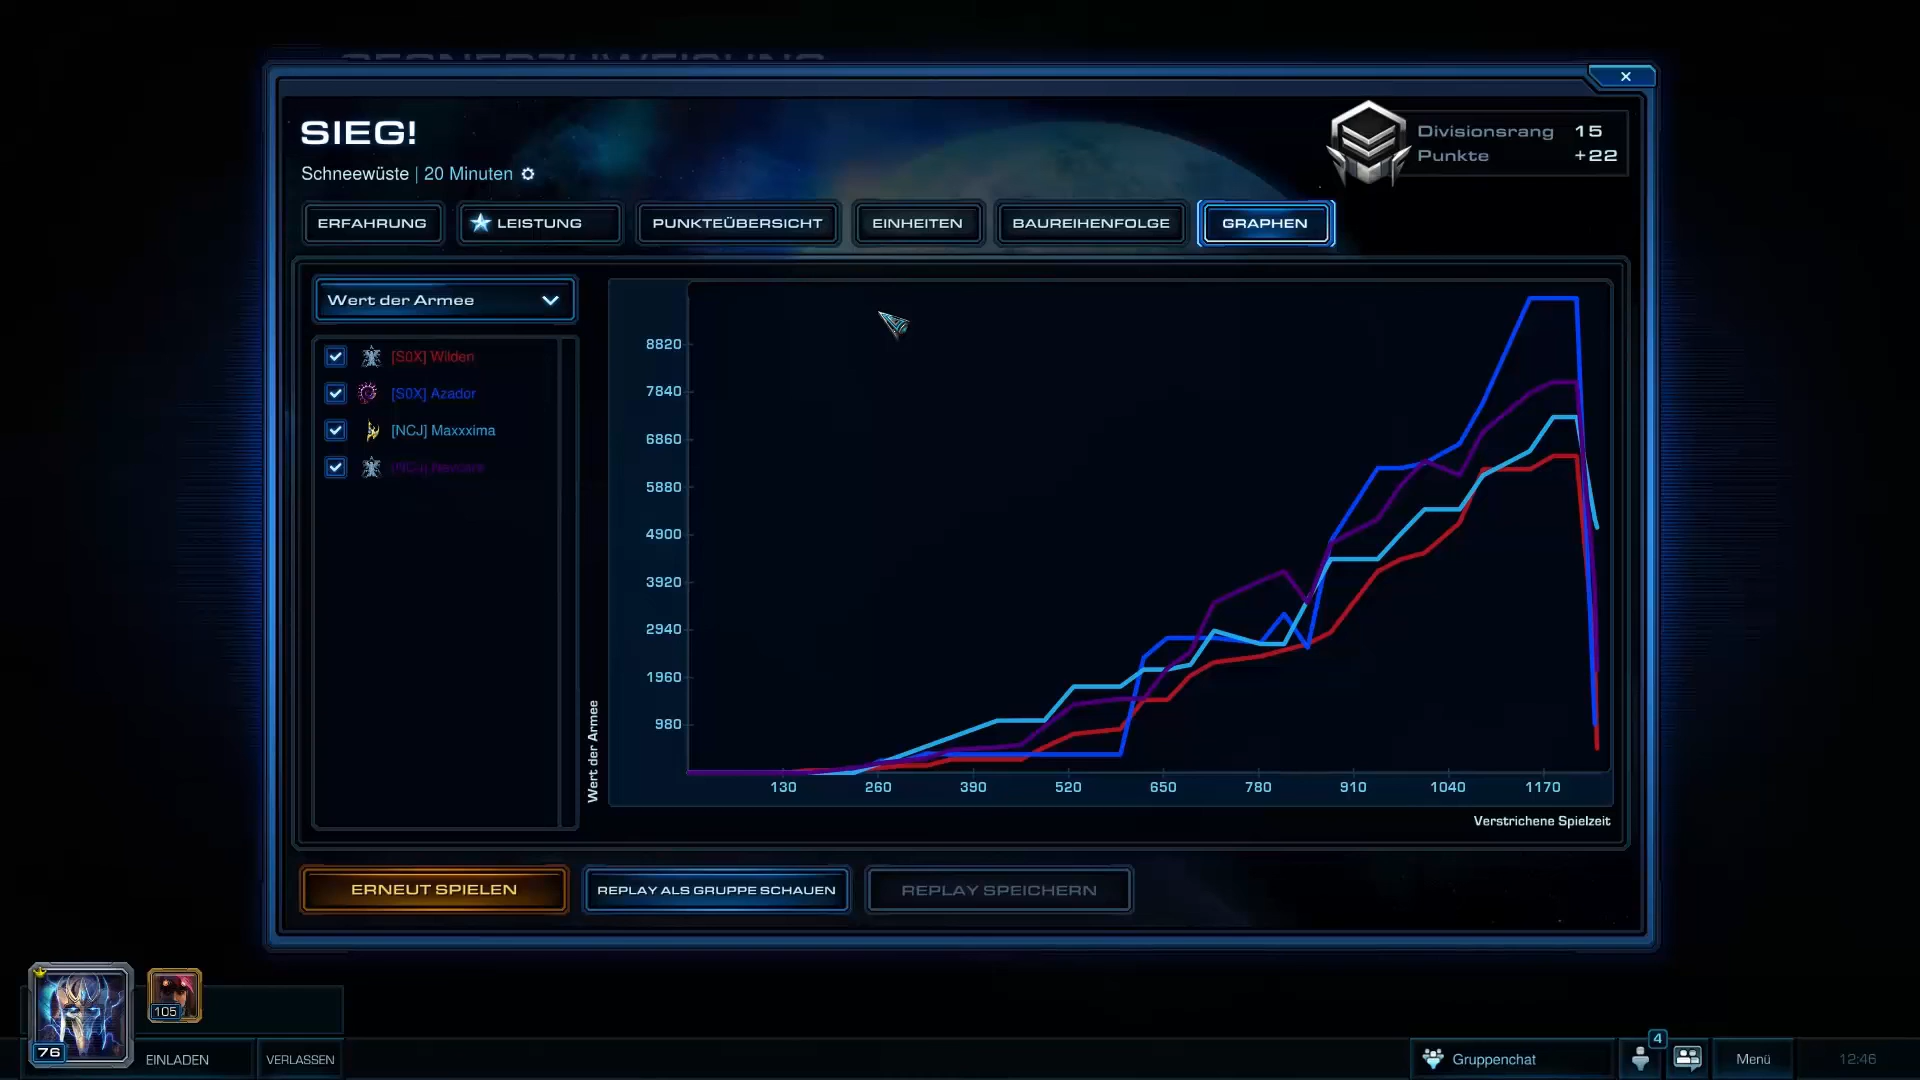 SIEG!
Schneewüste | 20 Minuten
Divisionsrang 15
Punkte +22
ERFAHRUNG
LEISTUNG
PUNKTEÜBERSICHT
EINHEITEN
BAUREIHENFOLGE
GRAPHEN
Wert der Armee
[S0X] Wilden
[S0X] Azador
[NCJ] Maxxxima
8820
7840
6860
5880
4900
3920
2940
1960
980
Wert der Armee
130 260 390 520 650 780 910 1040 1170
Verstrichene Spielzeit
ERNEUT SPIELEN
REPLAY ALS GRUPPE SCHAUEN
REPLAY SPEICHERN
76
105
EINLADEN
VERLASSEN
Gruppenchat
4
Menü
12:46